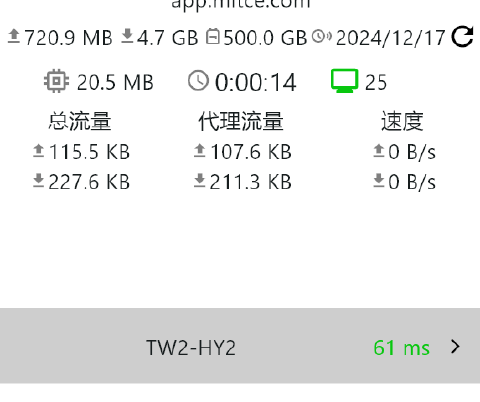 app.mitce.com
720.9 MB 4.7 GB 500.0 GB 2024/12/17
20.5 MB 0:00:14 25
总流量 代理流量 速度
115.5 KB 107.6 KB 0 B/s
227.6 KB 211.3 KB 0 B/s
TW2-HY2 61 ms